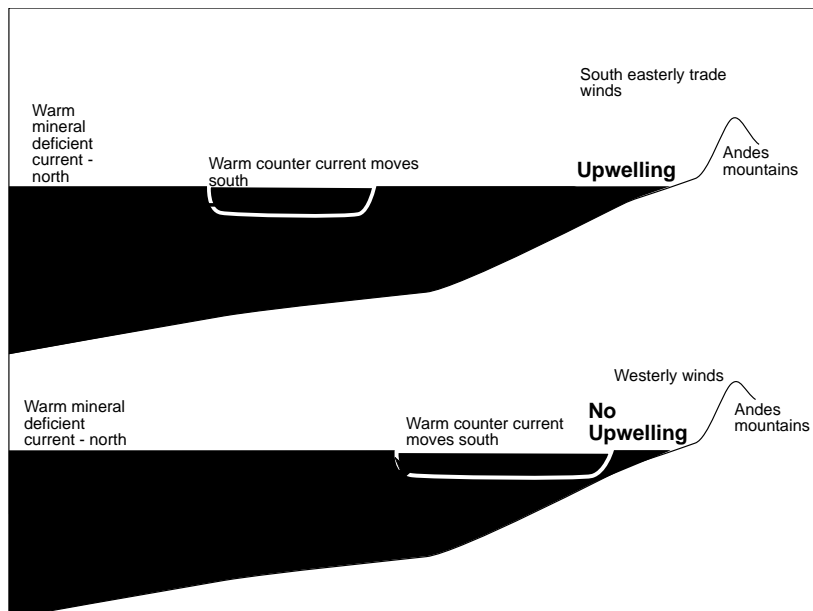 South easterly trade
winds
Warm
mineral
deficient
current -
north
Warm counter current moves
south
Upwelling
Andes
mountains
Westerly winds
Warm mineral
deficient
current - north
Warm counter current
moves south
No
Upwelling
Andes
mountains